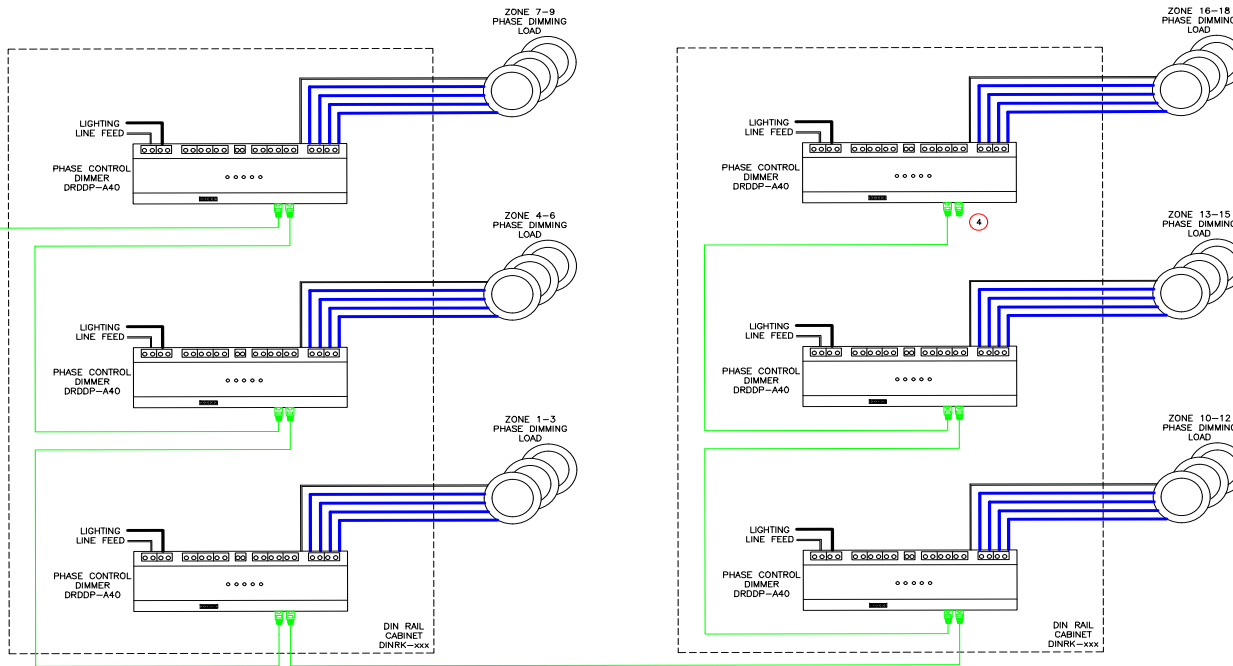 ZONE 7-9
PHASE DIMMING
LOAD
LIGHTING
LINE FEED
PHASE CONTROL
DIMMER
DRDDP-A40
ZONE 4-6
PHASE DIMMING
LOAD
LIGHTING
LINE FEED
PHASE CONTROL
DIMMER
DRDDP-A40
ZONE 1-3
PHASE DIMMING
LOAD
LIGHTING
LINE FEED
PHASE CONTROL
DIMMER
DRDDP-A40
DIN RAIL
CABINET
DINRK-xxx
ZONE 16-18
PHASE DIMMING
LOAD
LIGHTING
LINE FEED
PHASE CONTROL
DIMMER
DRDDP-A40
4
ZONE 13-15
PHASE DIMMING
LOAD
LIGHTING
LINE FEED
PHASE CONTROL
DIMMER
DRDDP-A40
ZONE 10-12
PHASE DIMMING
LOAD
LIGHTING
LINE FEED
PHASE CONTROL
DIMMER
DRDDP-A40
DIN RAIL
CABINET
DINRK-xxx